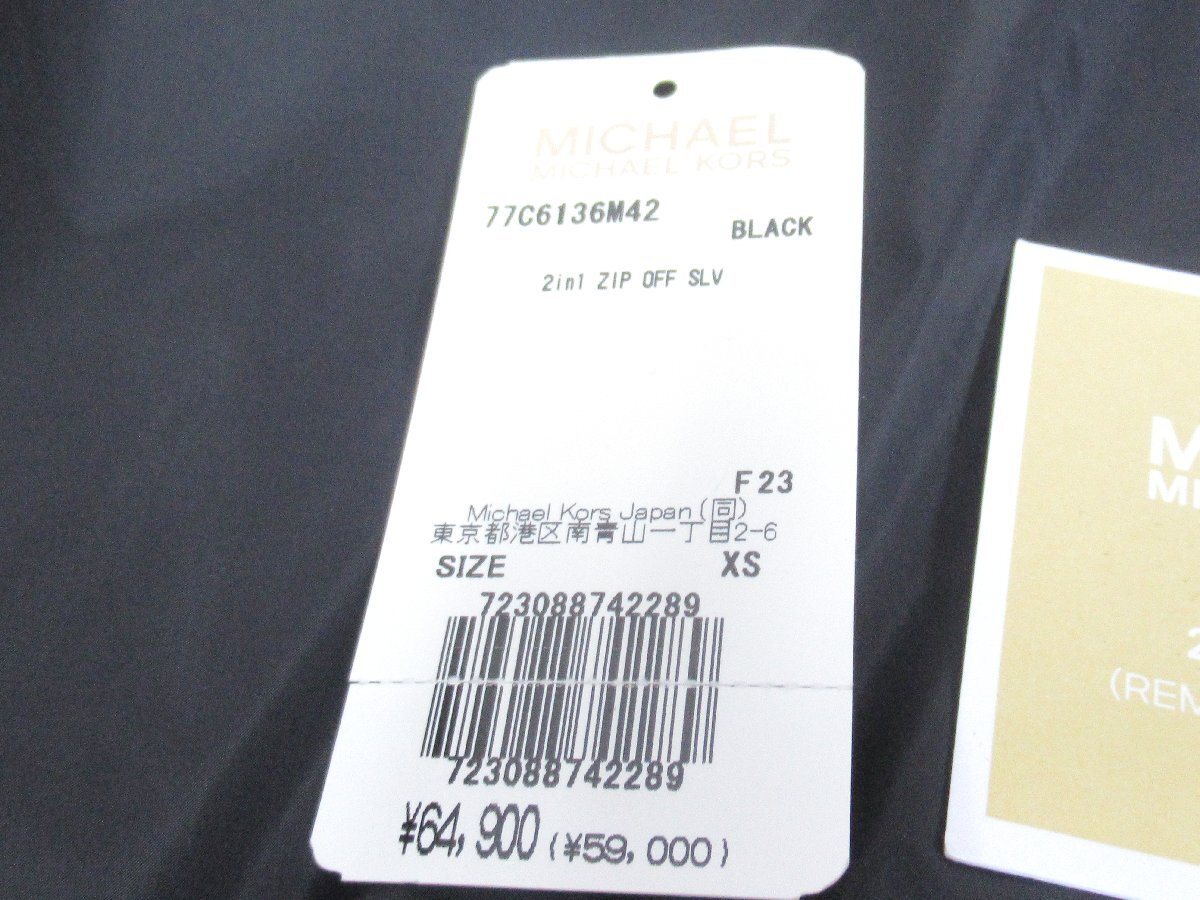 MICHAEL
MICHAEL KORS
77C6136M42
BLACK
2in1 ZIP OFF SLV
F23
Michael Kors Japan(同)
東京都港区南青山一丁目2-6
SIZE XS
723088742289
723088742289
¥64,900 (¥59,000)